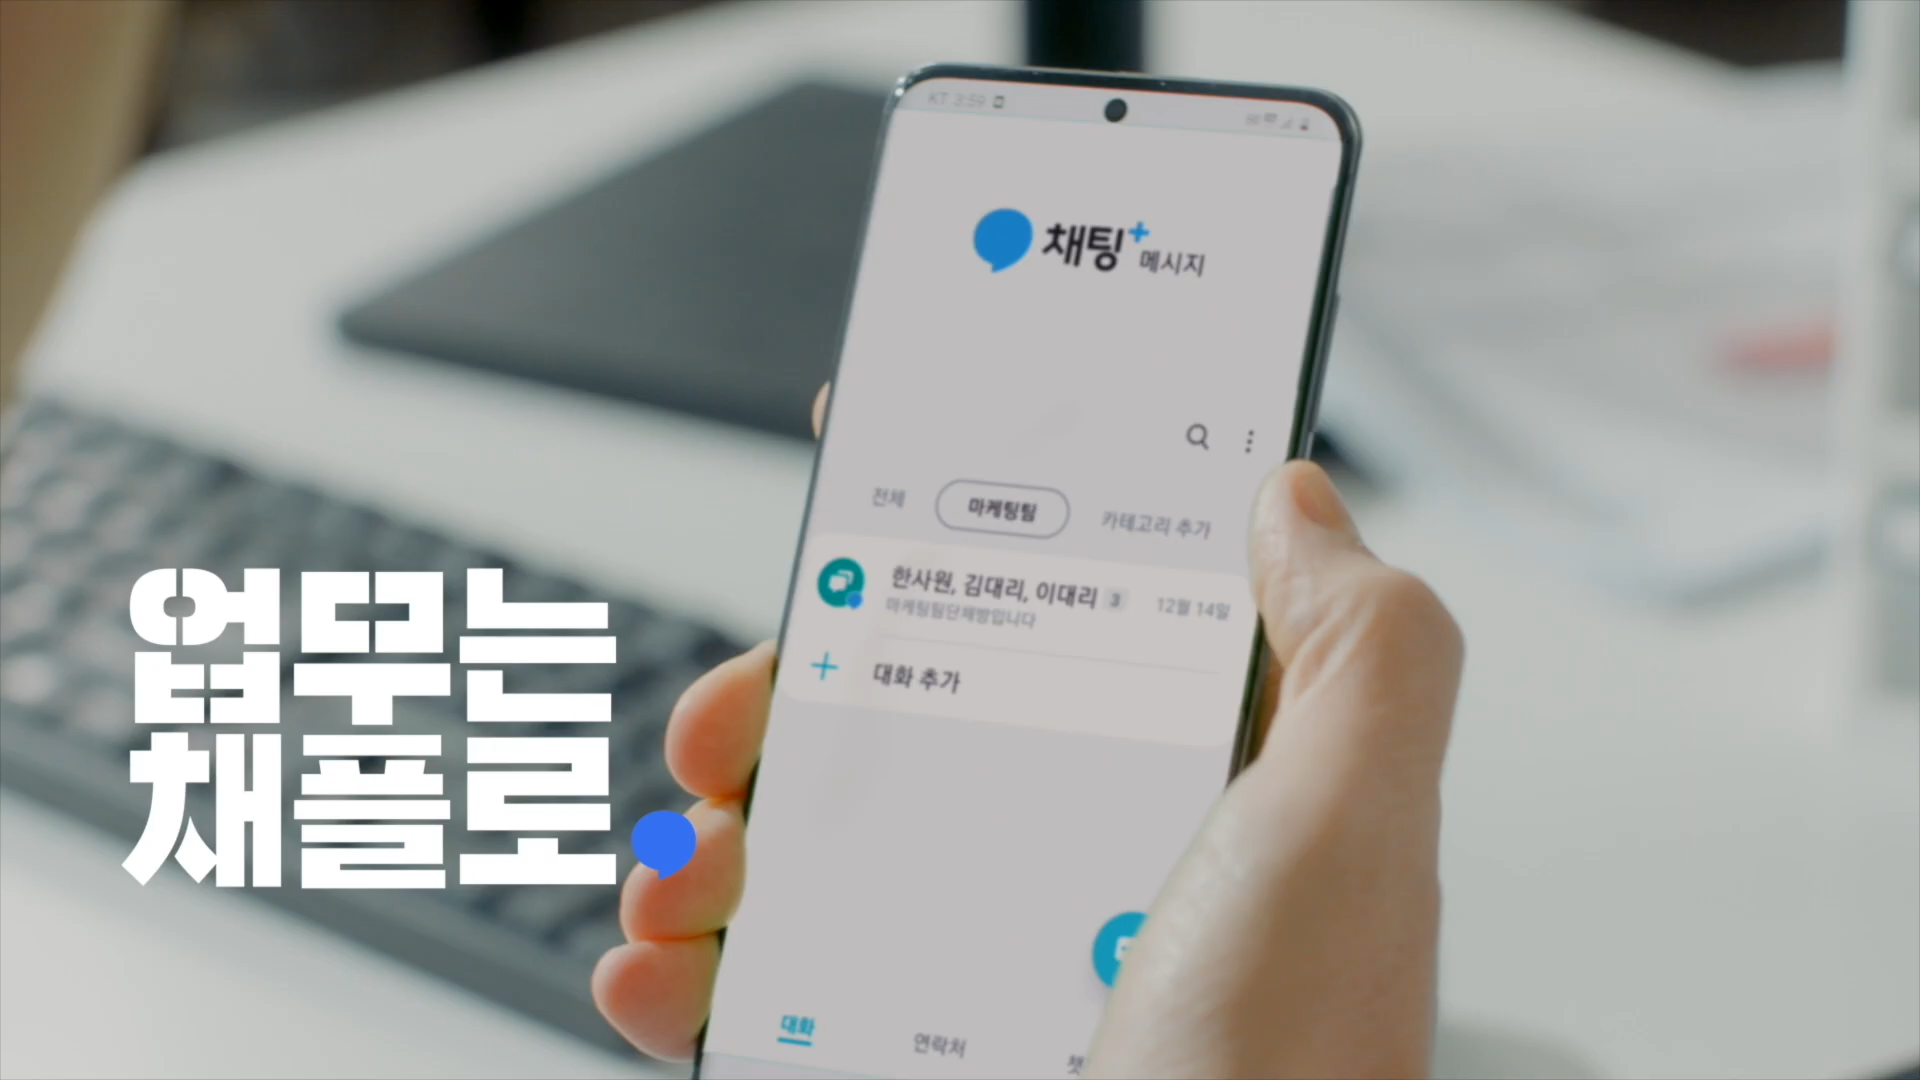 KT 3:59
채팅+ 메시지
전체 마케팅팀 카테고리 추가
한사원, 김대리, 이대리 3 12월 14일
마케팅팀단체방입니다
대화 추가
업무는
채플로
대화 연락처